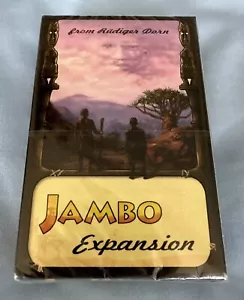 from Rüdiger Dorn
JAMBO
Expansion